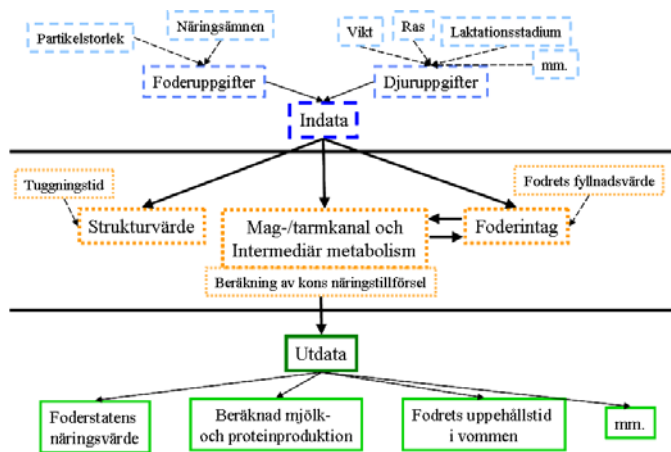 Näringsämnen
Partikelstorlek
Vikt
Ras
Laktationsstadium
mm.
Foderuppgifter
Djuruppgifter
Indata
Tuggningstid
Fodrets fyllnadsvärde
Strukturvärde
Mag-/tarmkanal och
Intermediär metabolism
Foderintag
Beräkning av kons näringstillförsel
Utdata
Foderstatens
näringsvärde
Beräknad mjölk-
och proteinproduktion
Fodrets uppehållstid
i vommen
mm.